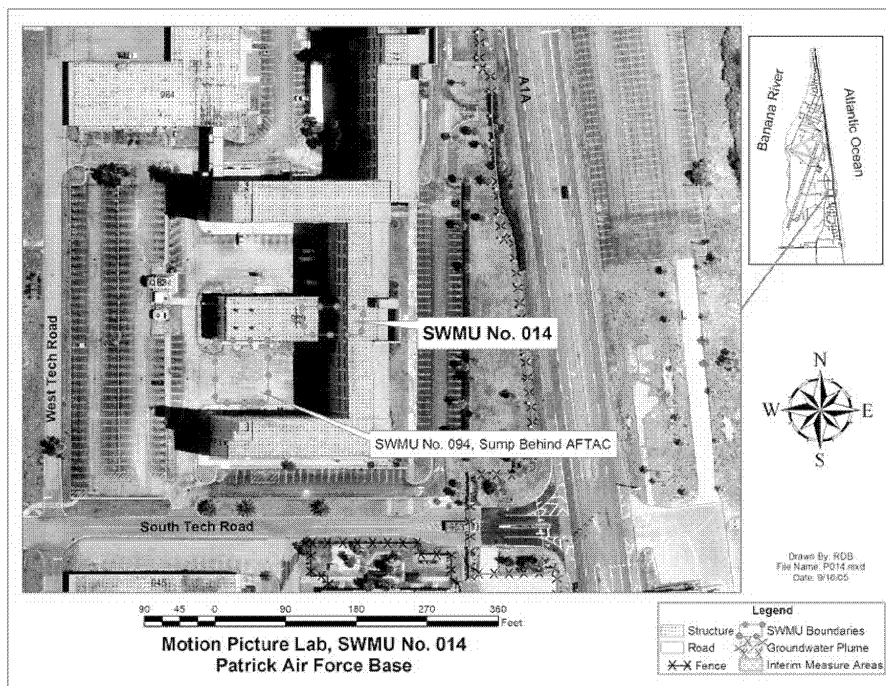 984
A1A
Banana River
Atlantic Ocean
West Tech Road
SWMU No. 014
SWMU No. 094, Sump Behind AFTAC
South Tech Road
N
W E
S
Drawn By: RDB
File Name: P014.mxd
Date: 9/16/05
90 45 0 90 180 270 360
Feet
Motion Picture Lab, SWMU No. 014
Patrick Air Force Base
Legend
Structure
SWMU Boundaries
Road
Groundwater Plume
Fence
Interim Measure Areas